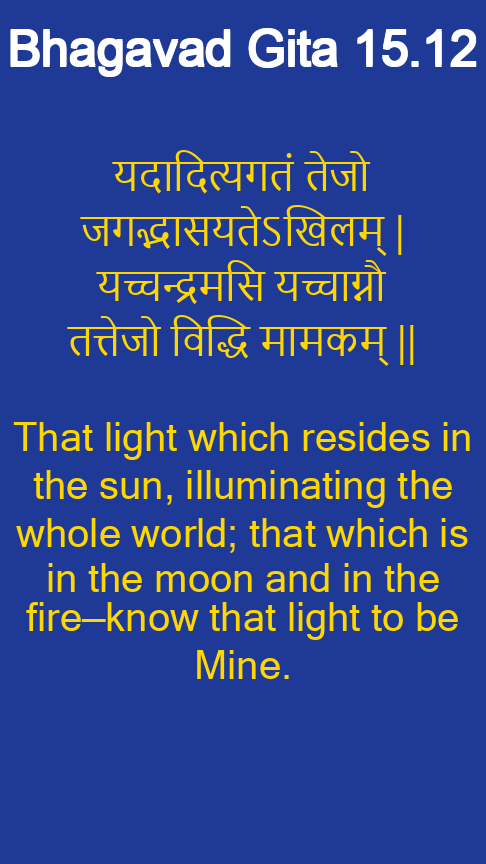 Bhagavad Gita 15.12
यदादित्यगतं तेजो
जगद्भासयतेऽखिलम् |
यच्चन्द्रमसि यच्चाग्नौ
तत्तेजो विद्धि मामकम् ||
That light which resides in
the sun, illuminating the
whole world; that which is
in the moon and in the
fire—know that light to be
Mine.